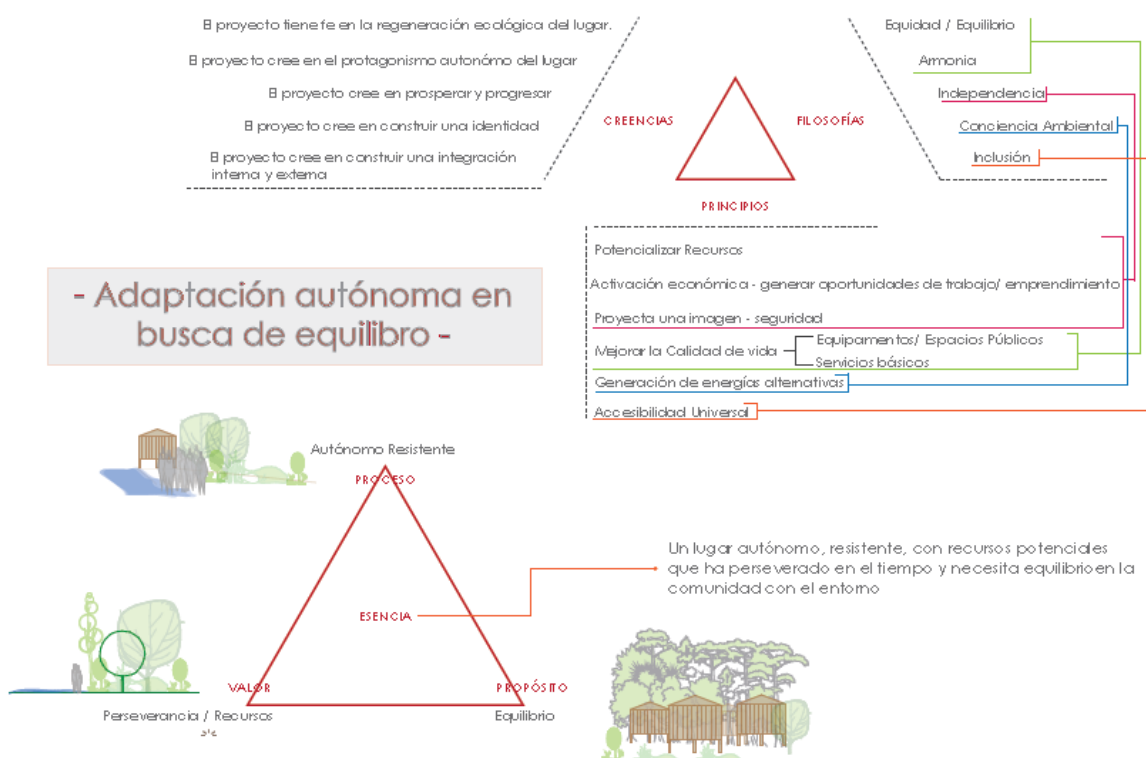 El proyecto tiene fe en la regeneración ecológica del lugar.
El proyecto cree en el protagonismo autonómo del lugar
El proyecto cree en prosperar y progresar
El proyecto cree en construir una identidad
El proyecto cree en construir una integración
interna y externa
CREENCIAS
FILOSOFÍAS
PRINCIPIOS
Equidad / Equilibrio
Armonia
Independencia
Conciencia Ambiental
Inclusión
Potencializar Recursos
Activación económica - generar oportunidades de trabajo/ emprendimiento
Proyecta una imagen - seguridad
Mejorar la Calidad de vida
Equipamentos/ Espacios Públicos
Servicios básicos
Generación de energías alternativas
Accesibilidad Universal
- Adaptación autónoma en
busca de equilibro -
Autónomo Resistente
PROCESO
ESENCIA
VALOR
PROPÓSITO
Perseverancia / Recursos
Equilibrio
Un lugar autónomo, resistente, con recursos potenciales
que ha perseverado en el tiempo y necesita equilibrio en la
comunidad con el entorno